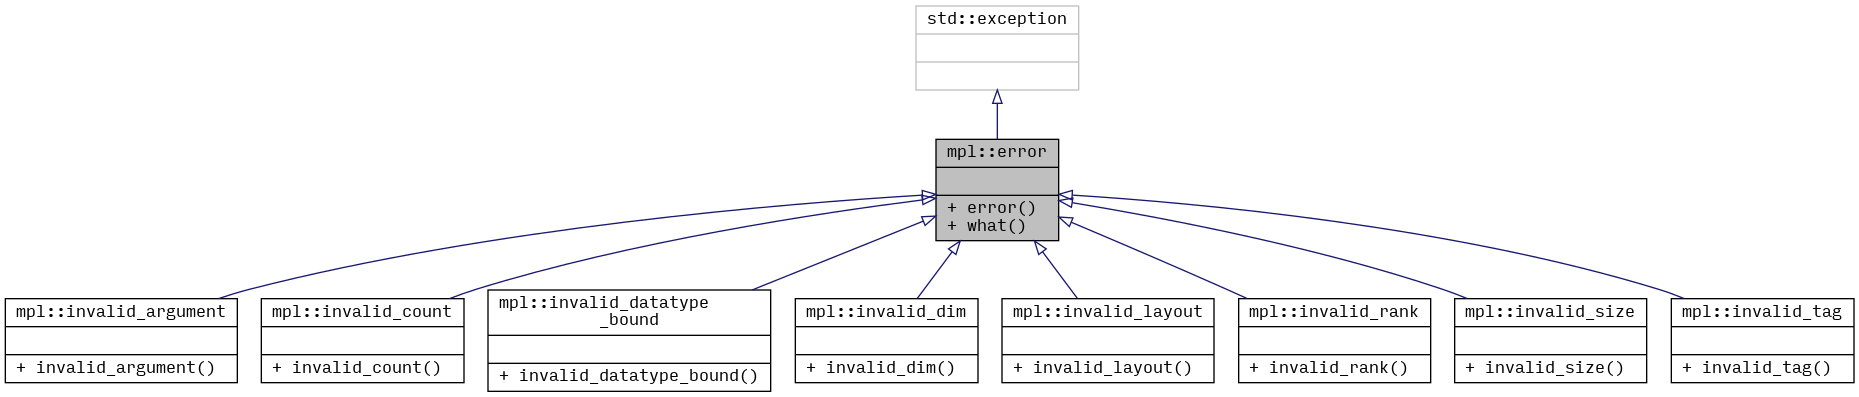 std::exception
mpl::error
+ error()
+ what()
mpl::invalid_argument
+ invalid_argument()
mpl::invalid_count
+ invalid_count()
mpl::invalid_datatype
_bound
+ invalid_datatype_bound()
mpl::invalid_dim
+ invalid_dim()
mpl::invalid_layout
+ invalid_layout()
mpl::invalid_rank
+ invalid_rank()
mpl::invalid_size
+ invalid_size()
mpl::invalid_tag
+ invalid_tag()